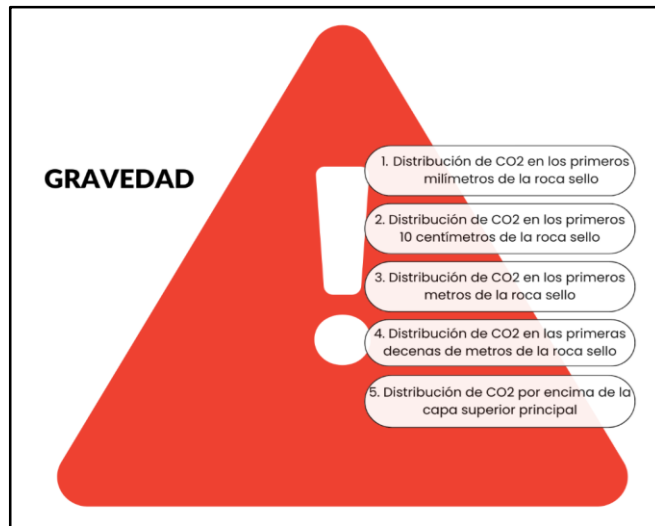 GRAVEDAD
1. Distribución de CO2 en los primeros
milímetros de la roca sello
2. Distribución de CO2 en los primeros
10 centímetros de la roca sello
3. Distribución de CO2 en los primeros
metros de la roca sello
4. Distribución de CO2 en las primeras
decenas de metros de la roca sello
5. Distribución de CO2 por encima de la
capa superior principal